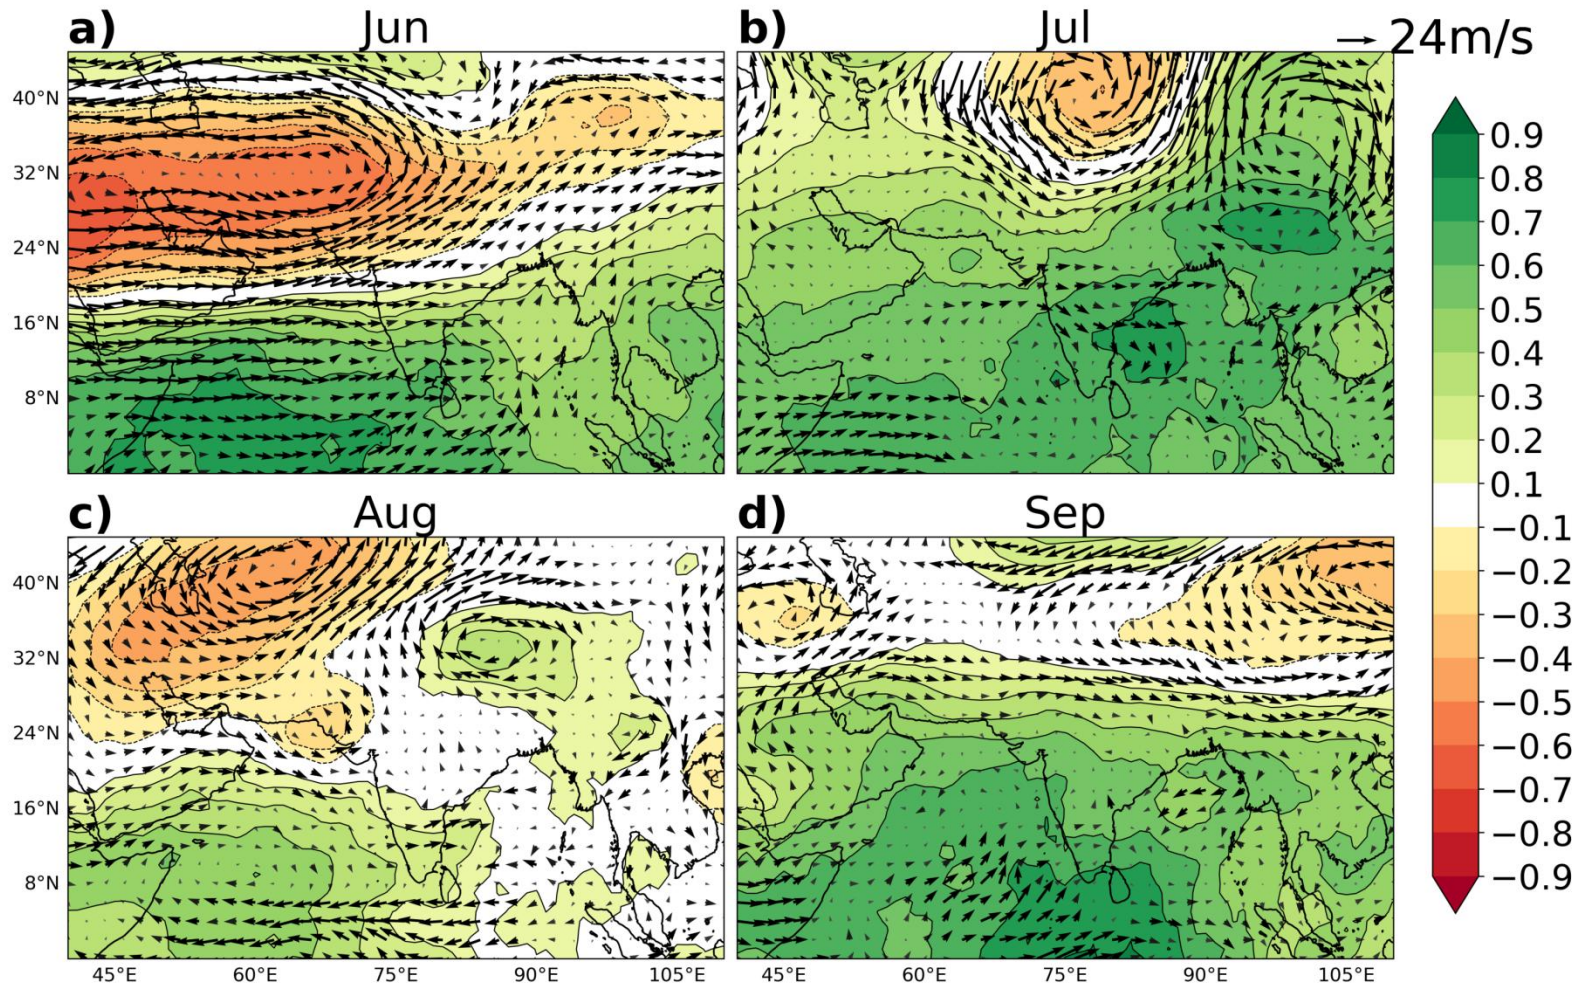 a) Jun
b) Jul
24m/s
40°N
32°N
24°N
16°N
8°N
c) Aug
d) Sep
40°N
32°N
24°N
16°N
8°N
45°E 60°E 75°E 90°E 105°E
45°E 60°E 75°E 90°E 105°E
0.9
0.8
0.7
0.6
0.5
0.4
0.3
0.2
0.1
−0.1
−0.2
−0.3
−0.4
−0.5
−0.6
−0.7
−0.8
−0.9